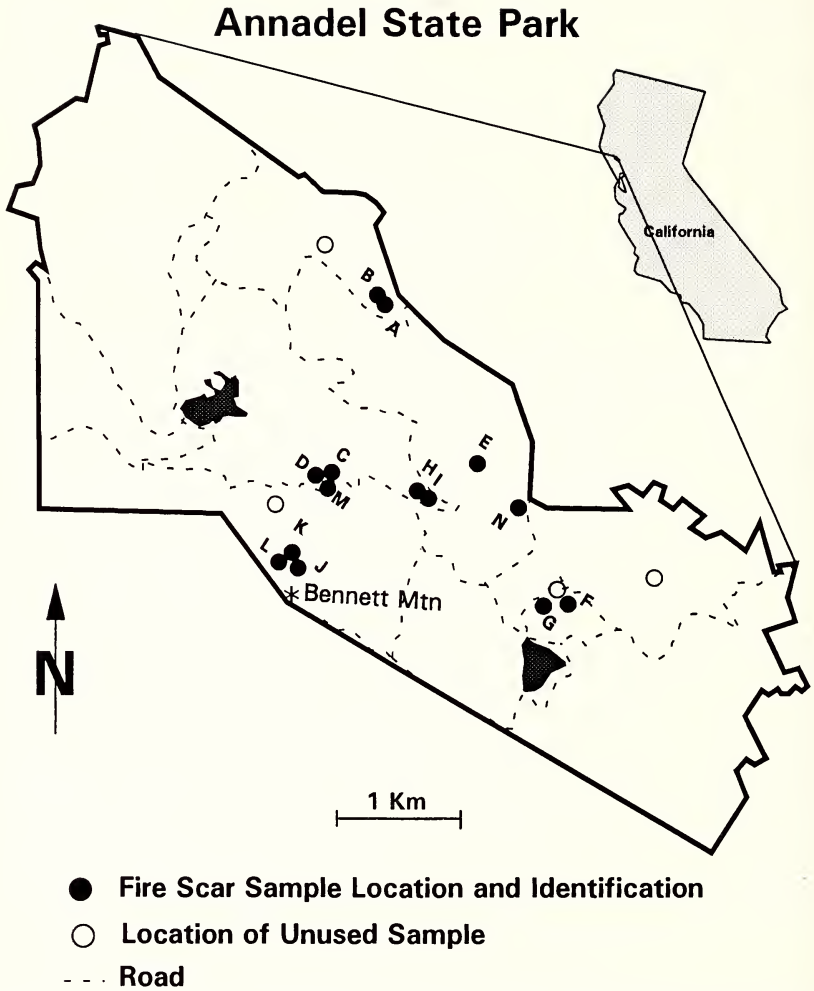 Annadel State Park
California
B
A
E
C
D
H I
M
N
K
L
J
F
G
Bennett Mtn
N
1 Km
Fire Scar Sample Location and Identification
Location of Unused Sample
Road